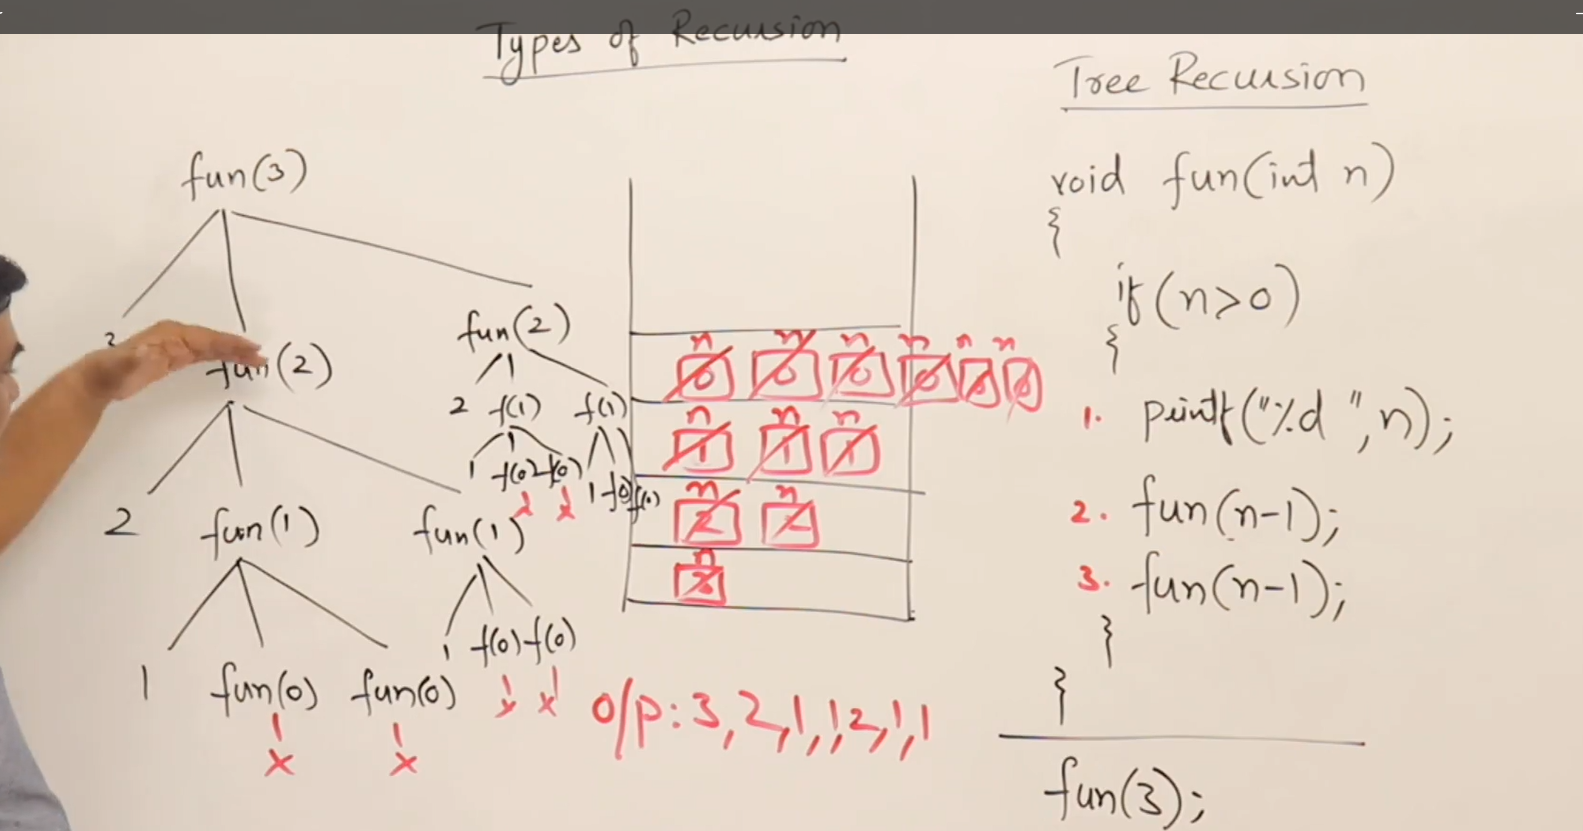 Types of Recursion
Tree Recursion
fun(3)
fun(2)
fun(2)
2 f(1) f(1)
1 f(0) f(0) 1 f(0) f(0)
x x
2 fun(1) fun(1)
1 f(0) f(0)
x x
1 fun(0) fun(0)
x x
n n n n n n
0 0 0 0 0 0
n n n
1 1 1
n n
2 2
n
3
o/p: 3, 2, 1, 1, 2, 1, 1
void fun(int n)
{
if(n>0)
{
1. printf("%d ",n);
2. fun(n-1);
3. fun(n-1);
}
}
fun(3);